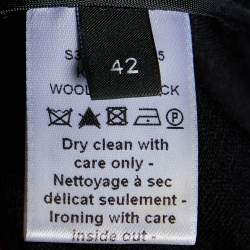 42
WOOL
Dry clean with
care only -
Nettoyage à sec
délicat seulement -
Ironing with care
inside out -